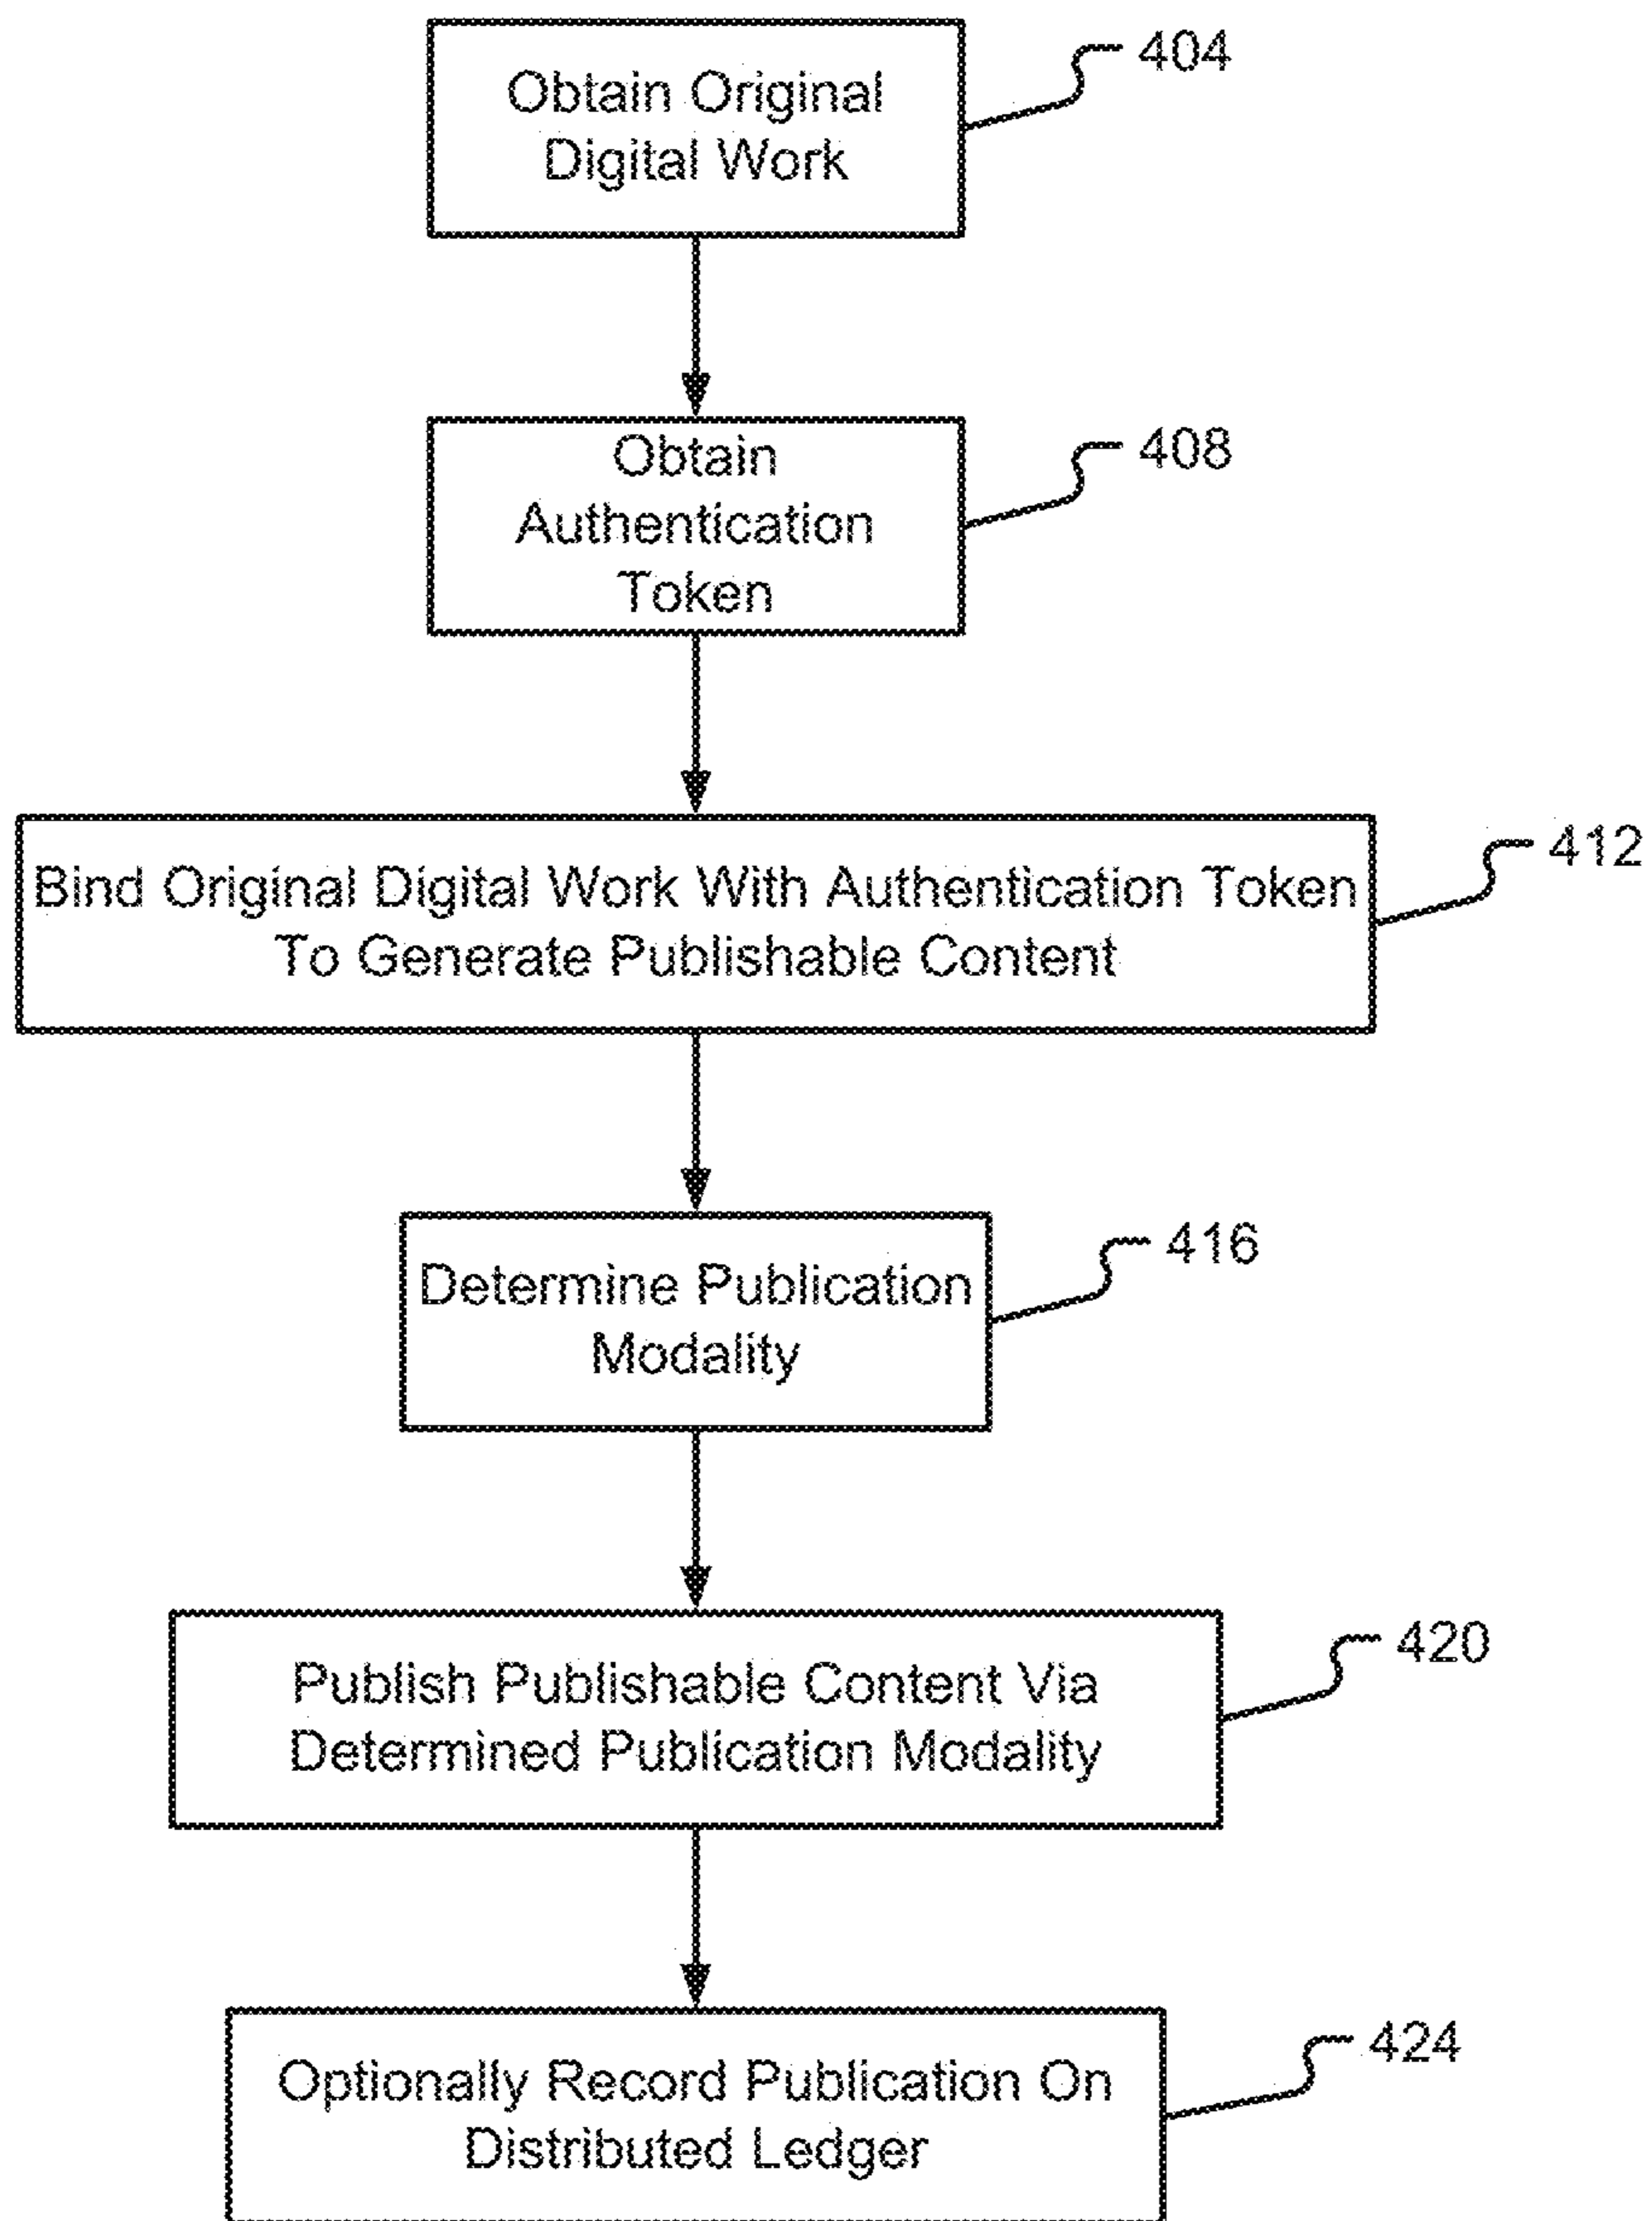 Obtain Original
Digital Work
404
Obtain
Authentication
Token
408
Bind Original Digital Work With Authentication Token
To Generate Publishable Content
412
Determine Publication
Modality
416
Publish Publishable Content Via
Determined Publication Modality
420
Optionally Record Publication On
Distributed Ledger
424